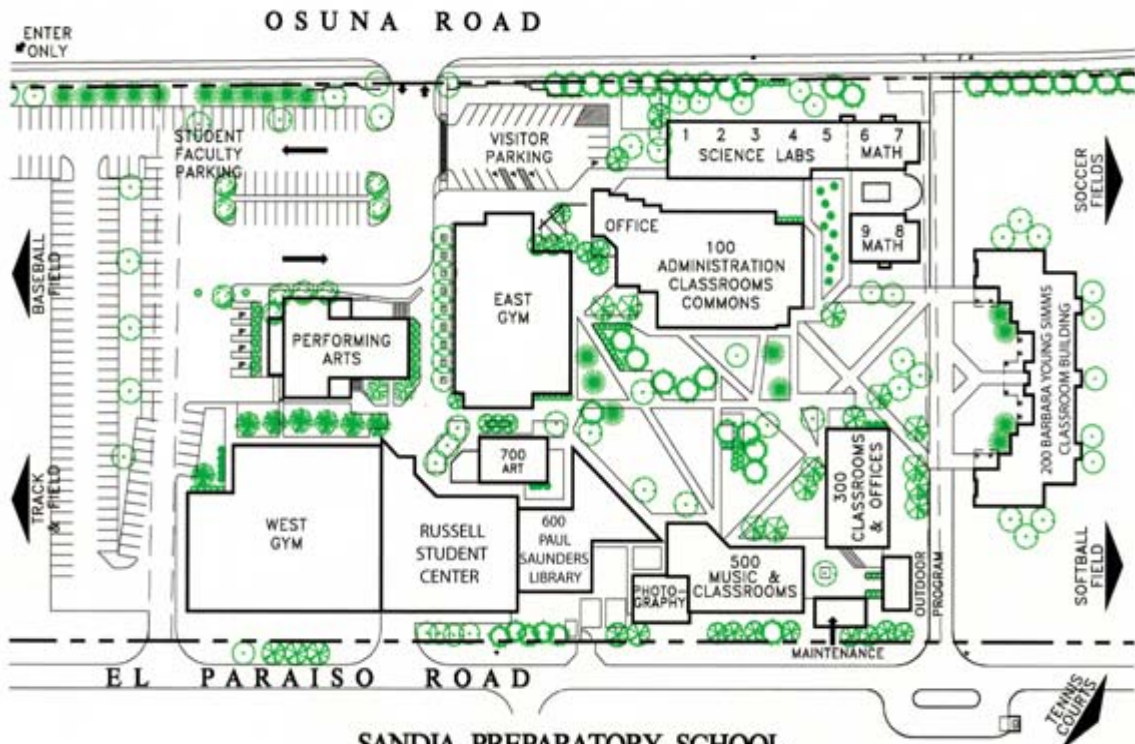 OSUNA ROAD
ENTER
ONLY
STUDENT
FACULTY
PARKING
VISITOR
PARKING
1 2 3 4 5 6 7
SCIENCE LABS MATH
SOCCER
FIELDS
OFFICE
100
ADMINISTRATION
CLASSROOMS
COMMONS
9 8
MATH
BASEBALL
FIELD
EAST
GYM
PERFORMING
ARTS
200 BARBARA YOUNG SIMMS
CLASSROOM BUILDING
TRACK
& FIELD
WEST
GYM
RUSSELL
STUDENT
CENTER
700
ART
600
PAUL
SAUNDERS
LIBRARY
300
CLASSROOMS
& OFFICES
500
MUSIC &
CLASSROOMS
PHOTO-
GRAPHY
OUTDOOR
PROGRAM
SOFTBALL
FIELD
MAINTENANCE
EL PARAISO ROAD
TENNIS
COURTS
SANDIA PREPARATORY SCHOOL